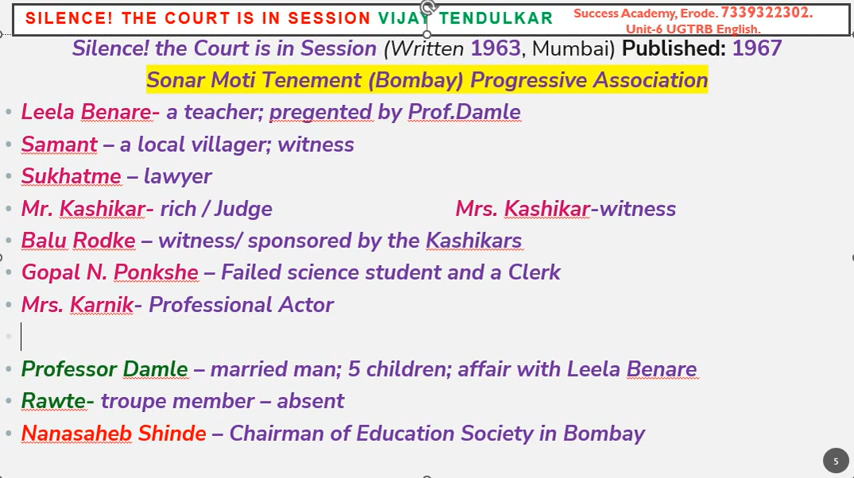 SILENCE! THE COURT IS IN SESSION VIJAY TENDULKAR
Success Academy, Erode. 7339322302.
Unit-6 UGTRB English.
Silence! the Court is in Session (Written 1963, Mumbai) Published: 1967
Sonar Moti Tenement (Bombay) Progressive Association
Leela Benare- a teacher; pregented by Prof.Damle
Samant – a local villager; witness
Sukhatme – lawyer
Mr. Kashikar- rich / Judge Mrs. Kashikar-witness
Balu Rodke – witness/ sponsored by the Kashikars
Gopal N. Ponkshe – Failed science student and a Clerk
Mrs. Karnik- Professional Actor
Professor Damle – married man; 5 children; affair with Leela Benare
Rawte- troupe member – absent
Nanasaheb Shinde – Chairman of Education Society in Bombay
5